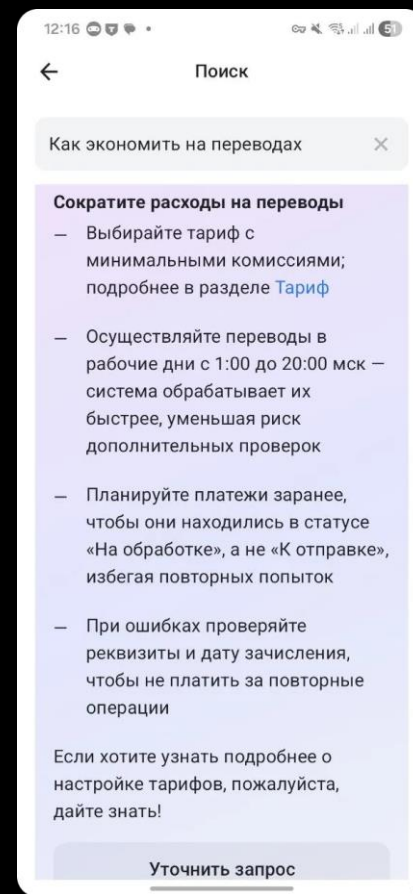 12:16
51
Поиск
Как экономить на переводах
Сократите расходы на переводы
— Выбирайте тариф с
минимальными комиссиями;
подробнее в разделе Тариф
— Осуществляйте переводы в
рабочие дни с 1:00 до 20:00 мск —
система обрабатывает их
быстрее, уменьшая риск
дополнительных проверок
— Планируйте платежи заранее,
чтобы они находились в статусе
«На обработке», а не «К отправке»,
избегая повторных попыток
— При ошибках проверяйте
реквизиты и дату зачисления,
чтобы не платить за повторные
операции
Если хотите узнать подробнее о
настройке тарифов, пожалуйста,
дайте знать!
Уточнить запрос